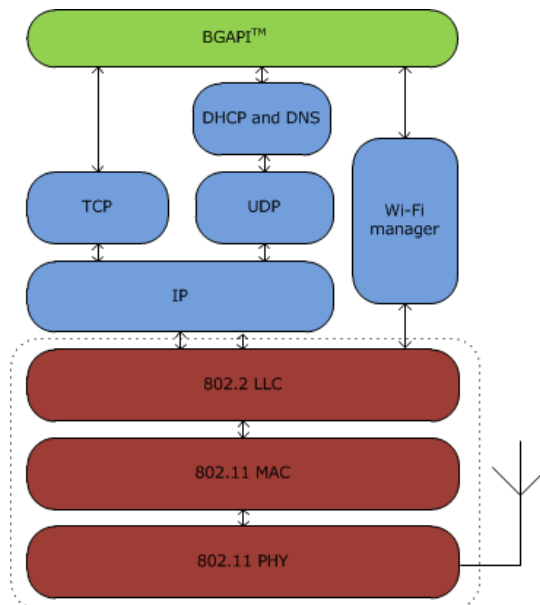 BGAPI™
DHCP and DNS
TCP
UDP
Wi-Fi
manager
IP
802.2 LLC
802.11 MAC
802.11 PHY